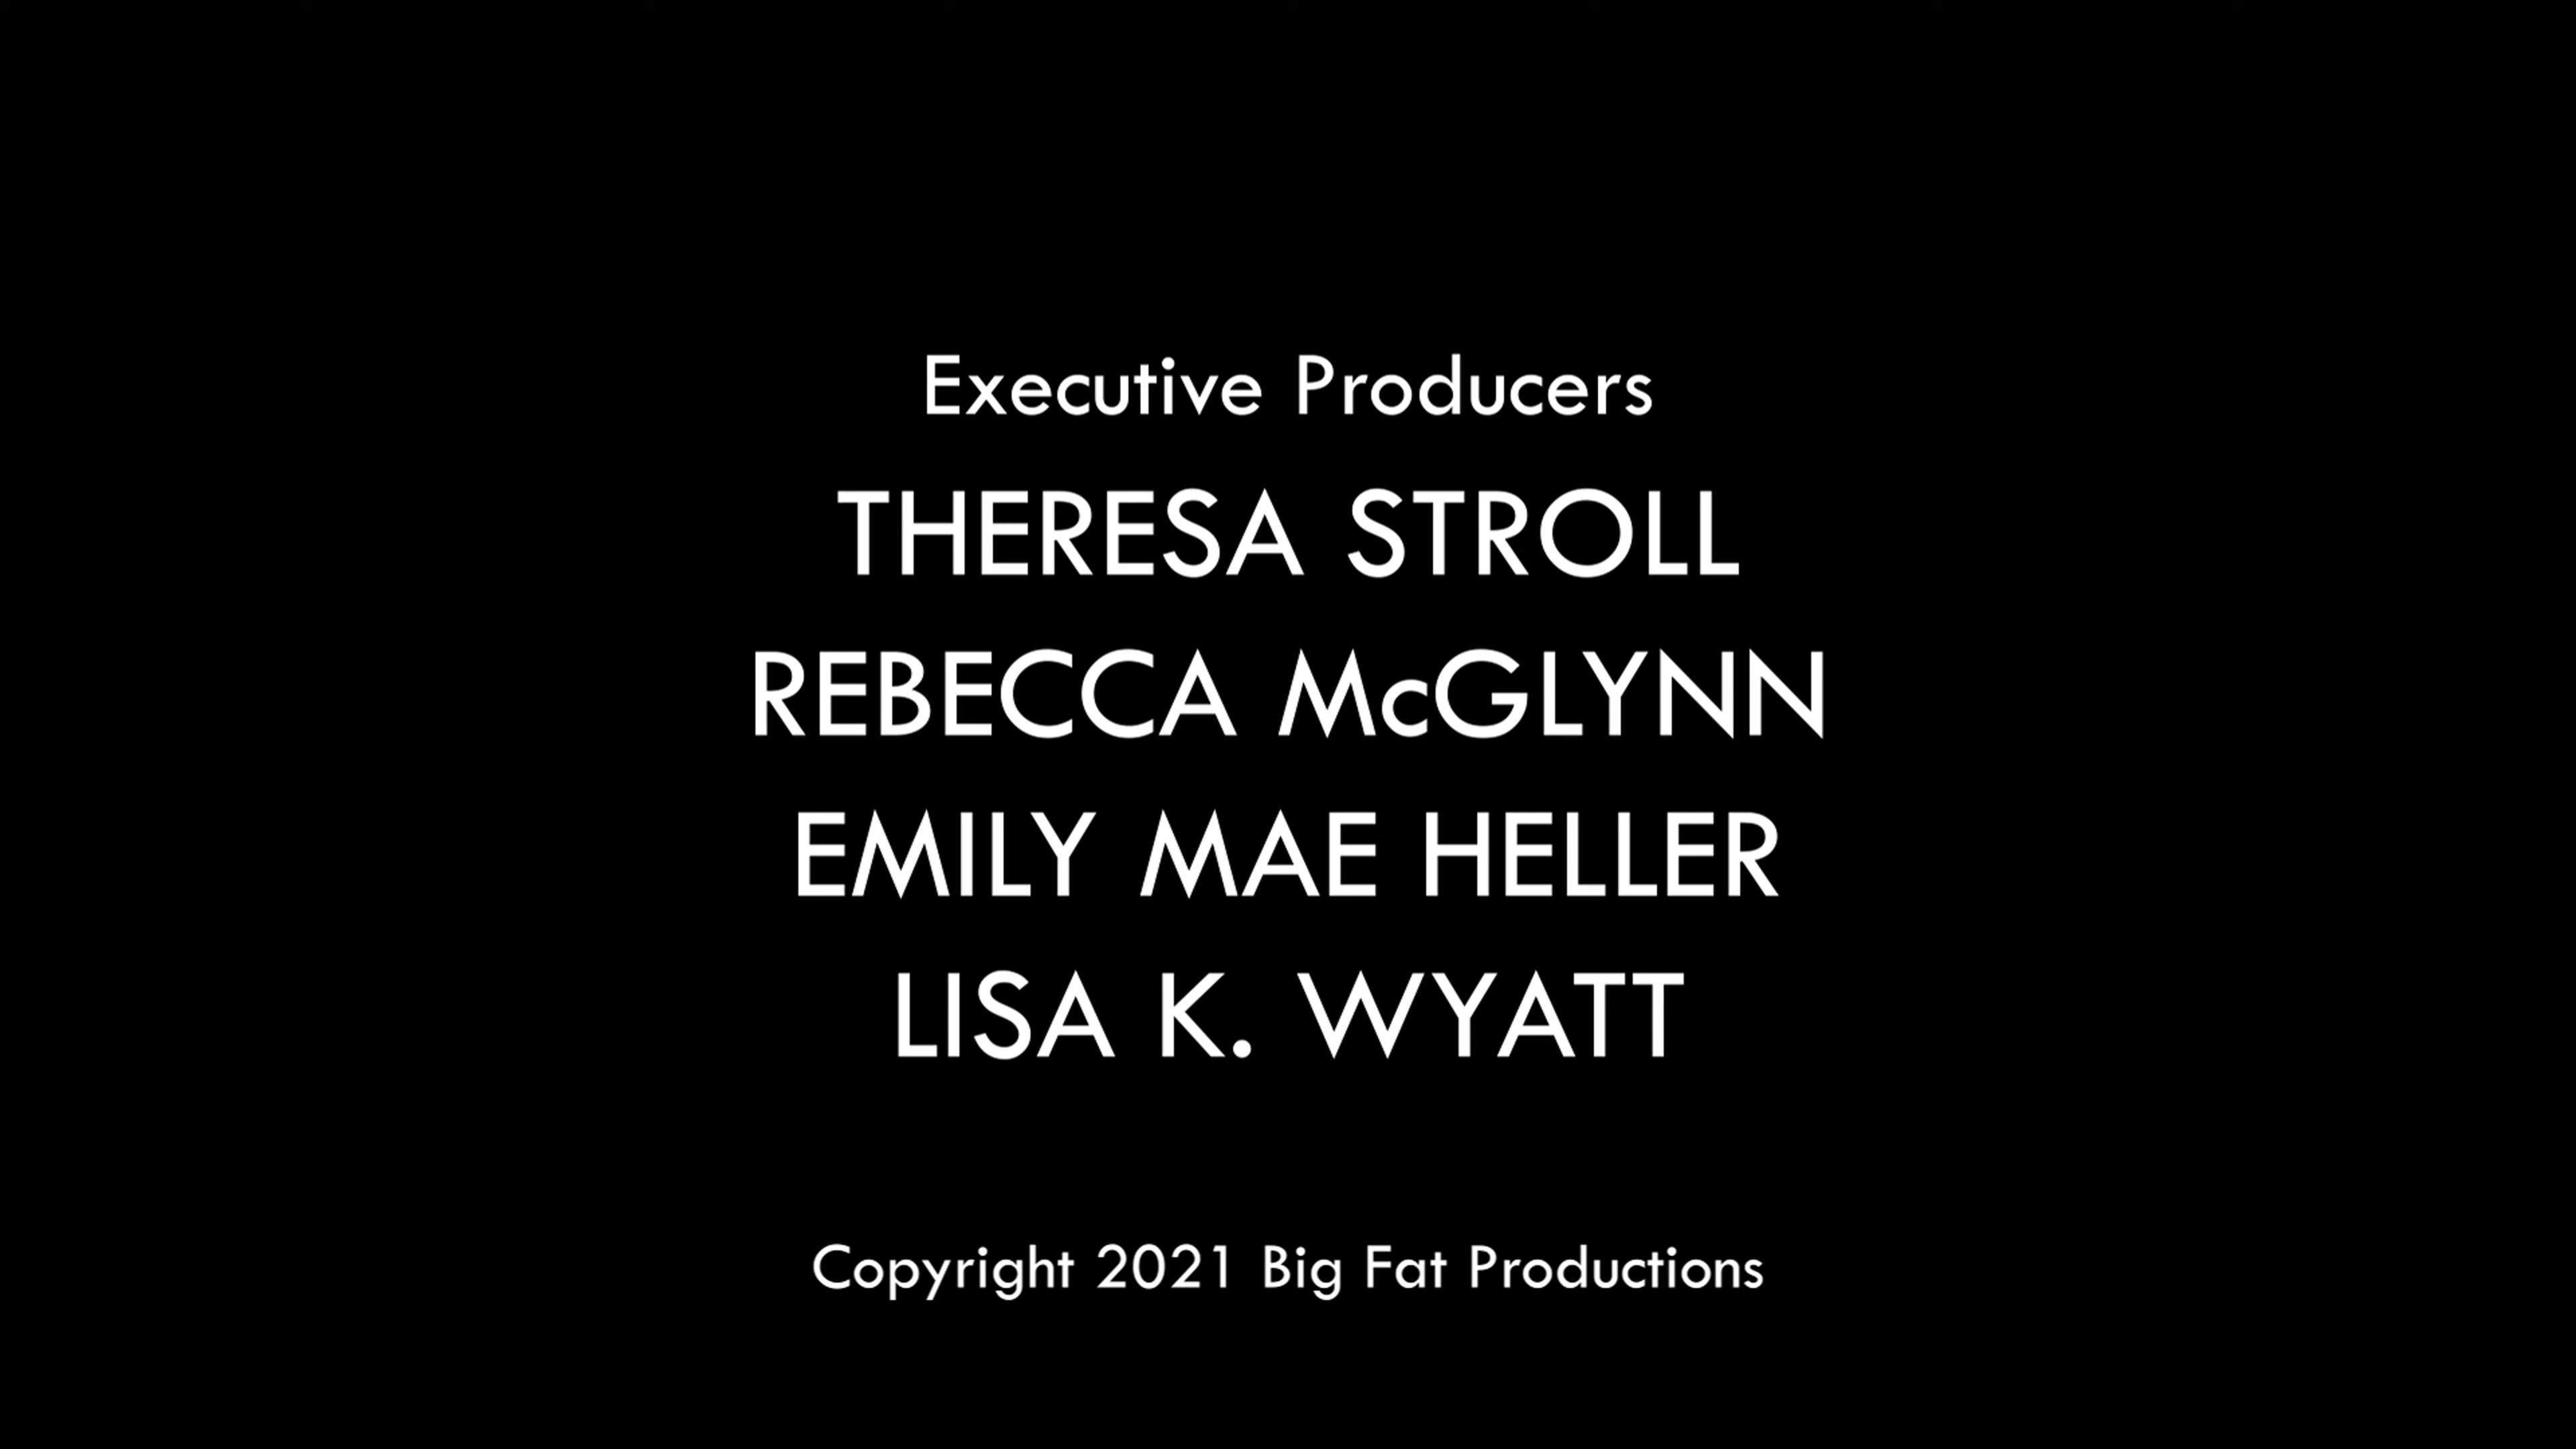 Executive Producers
THERESA STROLL
REBECCA McGLYNN
EMILY MAE HELLER
LISA K. WYATT
Copyright 2021 Big Fat Productions